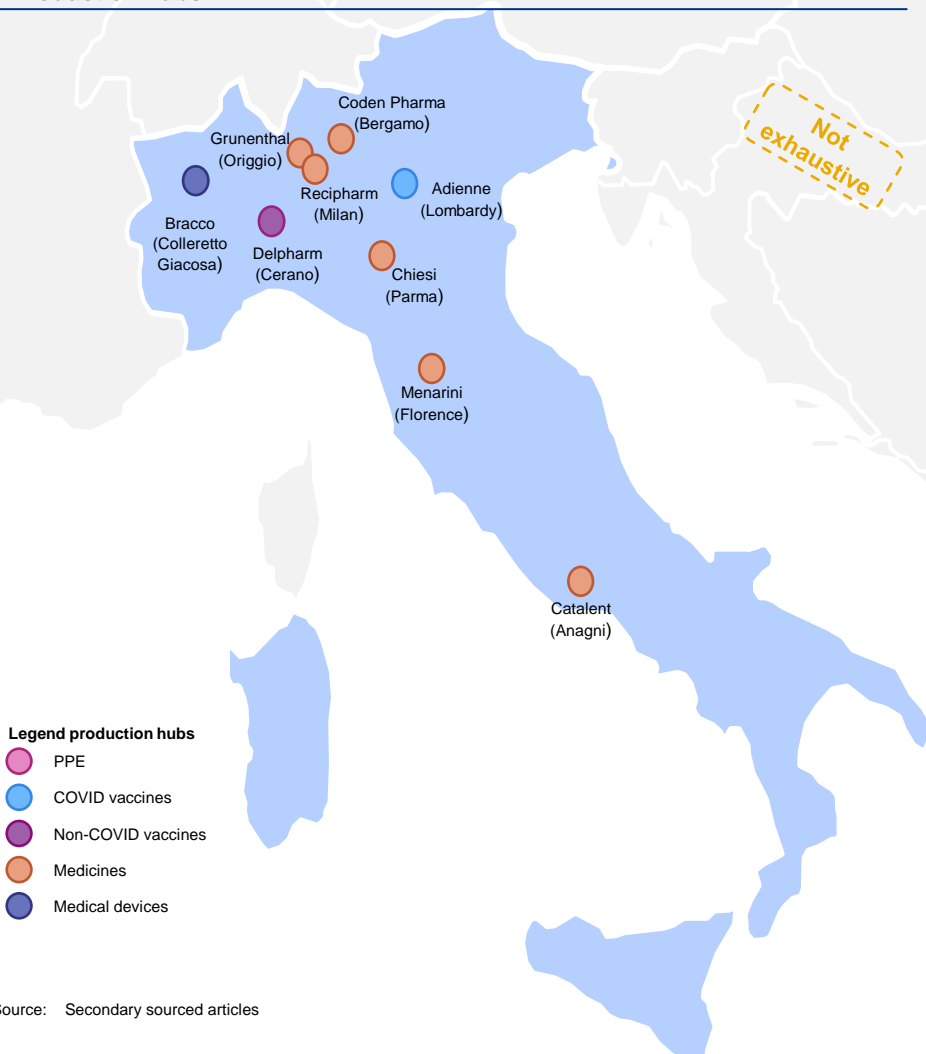 Coden Pharma
(Bergamo)
Grunenthal
(Origgio)
Recipharm
(Milan)
Adienne
(Lombardy)
Bracco
(Colleretto
Giacosa)
Delpharm
(Cerano)
Chiesi
(Parma)
Menarini
(Florence)
Catalent
(Anagni)
Not
exhaustive
Legend production hubs
PPE
COVID vaccines
Non-COVID vaccines
Medicines
Medical devices
Source: Secondary sourced articles